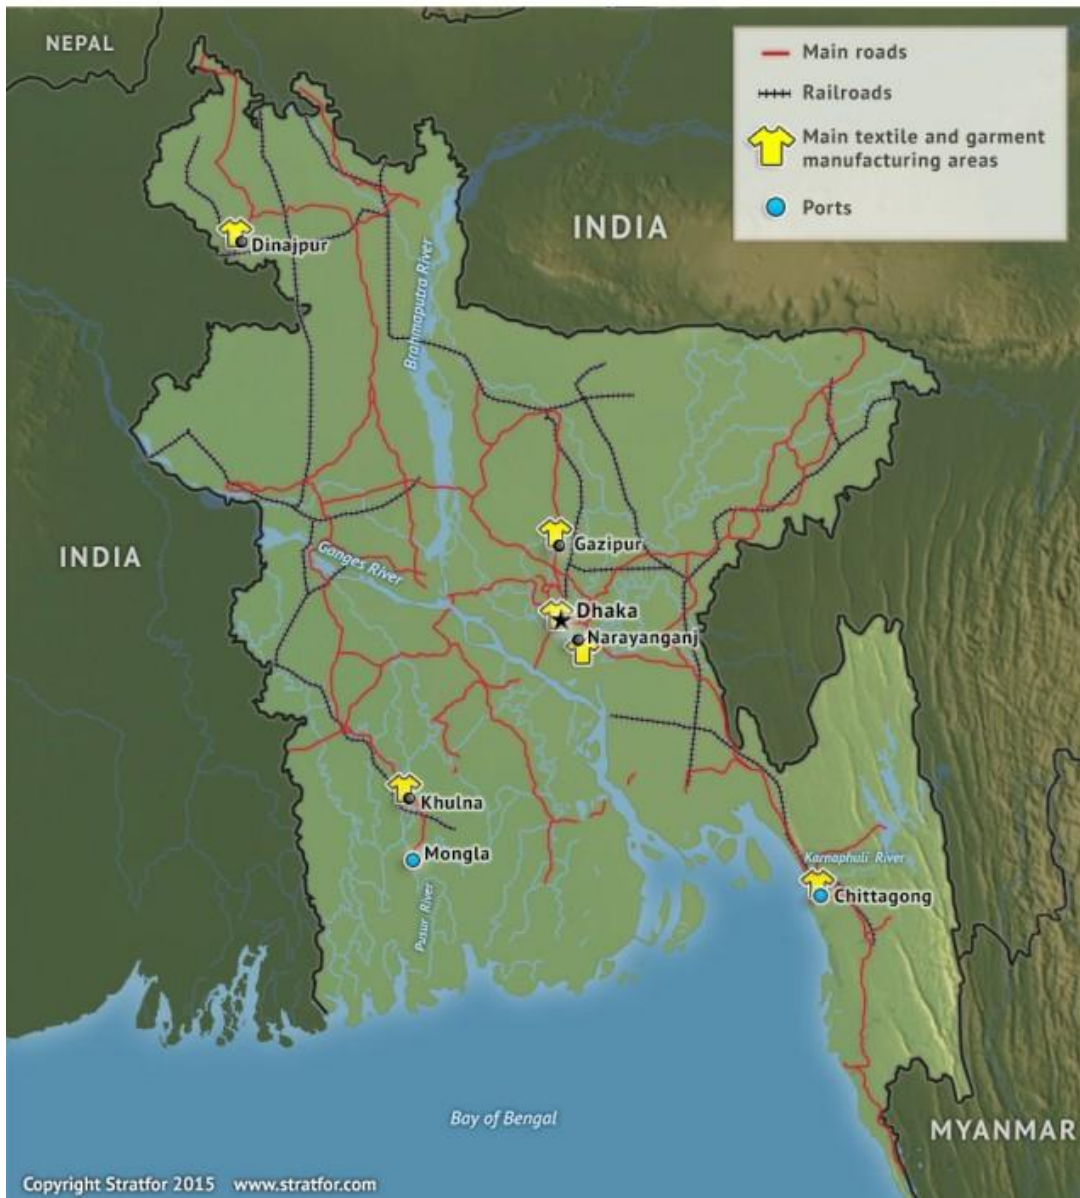 NEPAL
Main roads
Railroads
Main textile and garment
manufacturing areas
Ports
INDIA
Dinajpur
Brahmaputra River
INDIA
Ganges River
Gazipur
Dhaka
Narayanganj
Khulna
Mongla
Pusur River
Karnaphuli River
Chittagong
Bay of Bengal
MYANMAR
Copyright Stratfor 2015 www.stratfor.com